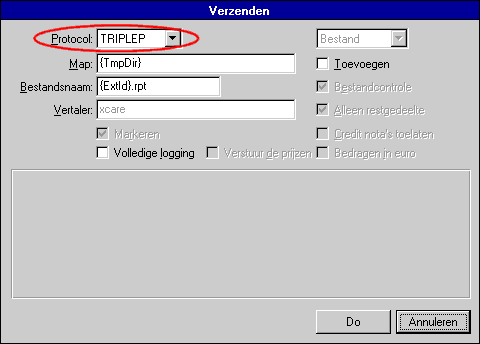 Verzenden
Protocol: TRIPLEP Bestand
Map: {TmpDir} Toevoegen
Bestandsnaam: {ExtId}.rpt Bestandcontrole
Vertaler: xcare Alleen restgedeelte
Markeren Credit nota's toelaten
Volledige logging Verstuur de prijzen Bedragen in euro
Do Annuleren